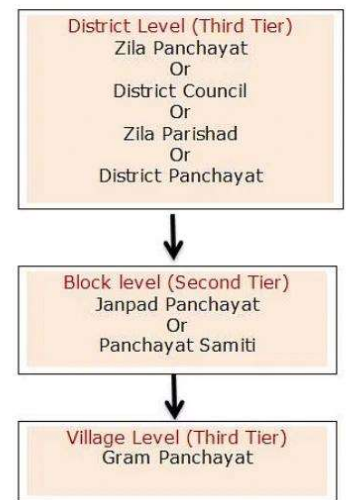 District Level (Third Tier)
Zila Panchayat
Or
District Council
Or
Zila Parishad
Or
District Panchayat
Block level (Second Tier)
Janpad Panchayat
Or
Panchayat Samiti
Village Level (Third Tier)
Gram Panchayat